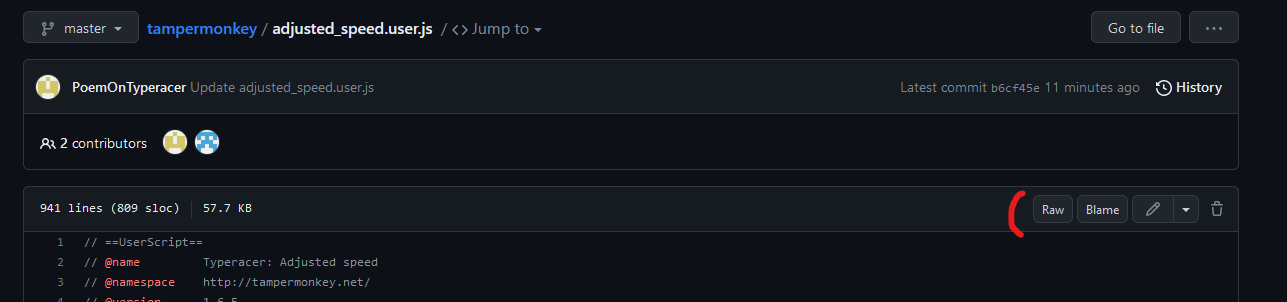 master tampermonkey / adjusted_speed.user.js / <> Jump to Go to file ...
PoemOnTyperacer Update adjusted_speed.user.js Latest commit b6cf45e 11 minutes ago History
2 contributors
941 lines (809 sloc) 57.7 KB Raw Blame
1 // ==UserScript==
2 // @name Typeracer: Adjusted speed
3 // @namespace http://tampermonkey.net/
4 // @version 1.6.5